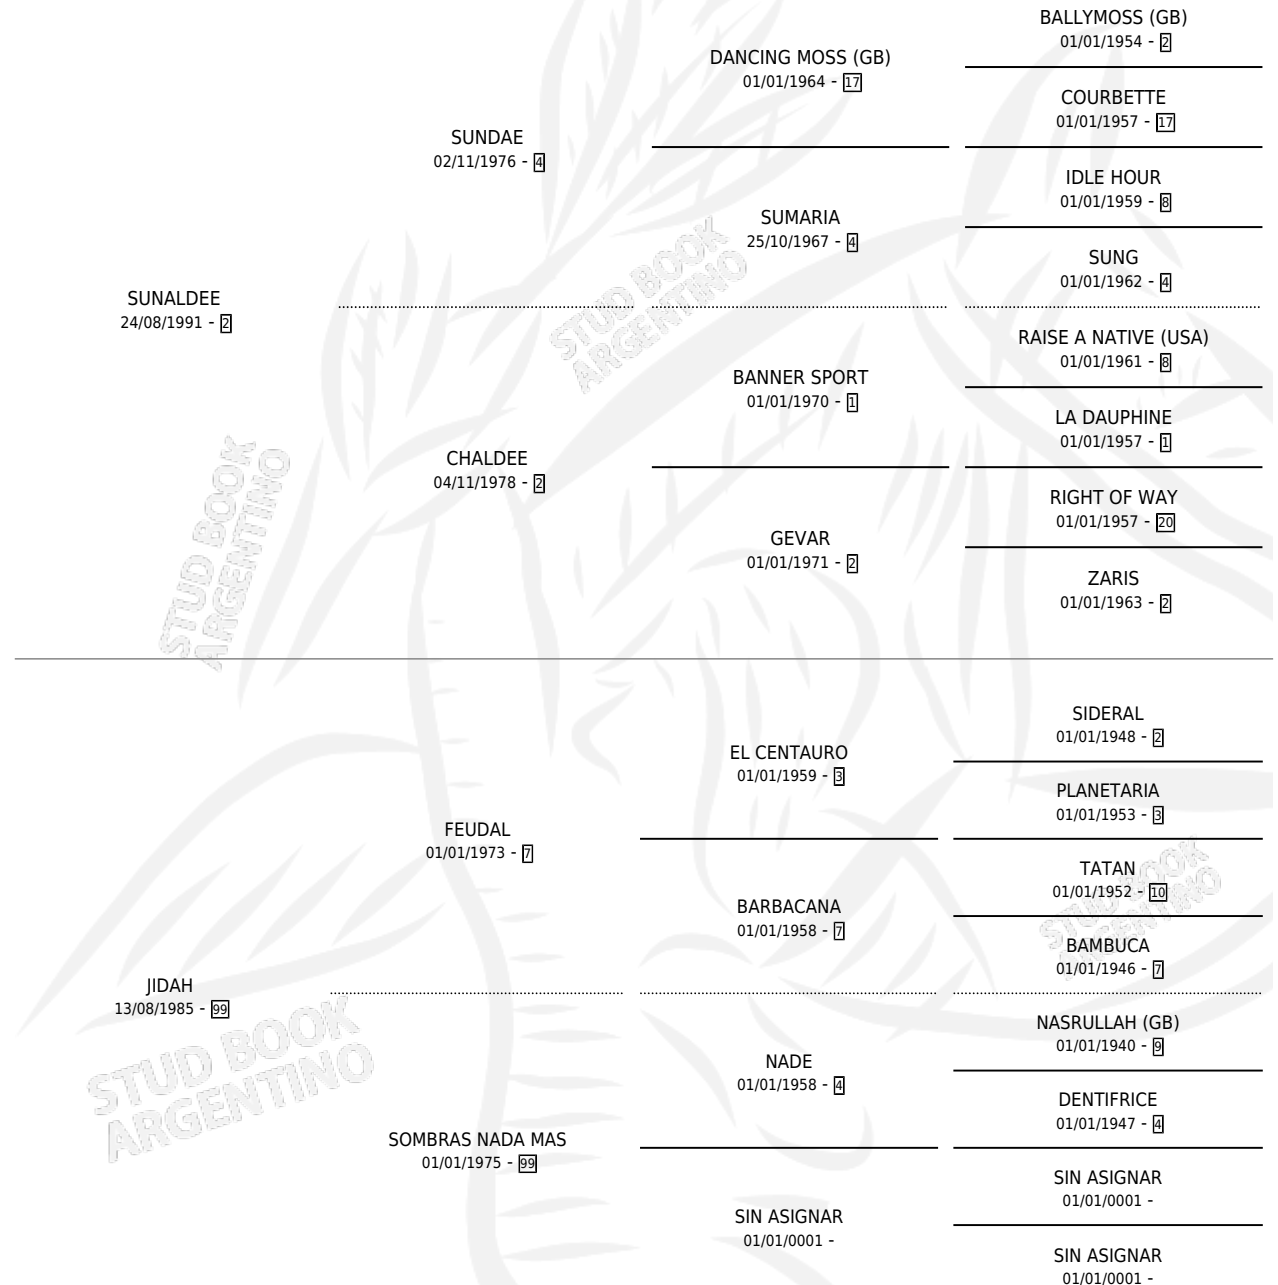 BALLYMOSS (GB)
01/01/1954 - 2
DANCING MOSS (GB)
01/01/1964 - 17
COURBETTE
01/01/1957 - 17
SUNDAE
02/11/1976 - 4
IDLE HOUR
01/01/1959 - 8
SUMARIA
25/10/1967 - 4
SUNG
01/01/1962 - 4
SUNALDEE
24/08/1991 - 2
RAISE A NATIVE (USA)
01/01/1961 - 8
BANNER SPORT
01/01/1970 - 1
LA DAUPHINE
01/01/1957 - 1
CHALDEE
04/11/1978 - 2
RIGHT OF WAY
01/01/1957 - 20
GEVAR
01/01/1971 - 2
ZARIS
01/01/1963 - 2
SIDERAL
01/01/1948 - 2
EL CENTAURO
01/01/1959 - 3
PLANETARIA
01/01/1953 - 3
FEUDAL
01/01/1973 - 7
TATAN
01/01/1952 - 10
BARBACANA
01/01/1958 - 7
BAMBUCA
01/01/1946 - 7
JIDAH
13/08/1985 - 99
NASRULLAH (GB)
01/01/1940 - 9
NADE
01/01/1958 - 4
DENTIFRICE
01/01/1947 - 4
SOMBRAS NADA MAS
01/01/1975 - 99
SIN ASIGNAR
01/01/0001 -
SIN ASIGNAR
01/01/0001 -
SIN ASIGNAR
01/01/0001 -
STUD BOOK
ARGENTINO
STUD BOOK
ARGENTINO
STUD BOOK
ARGENTINO
STUD BOOK
ARGENTINO